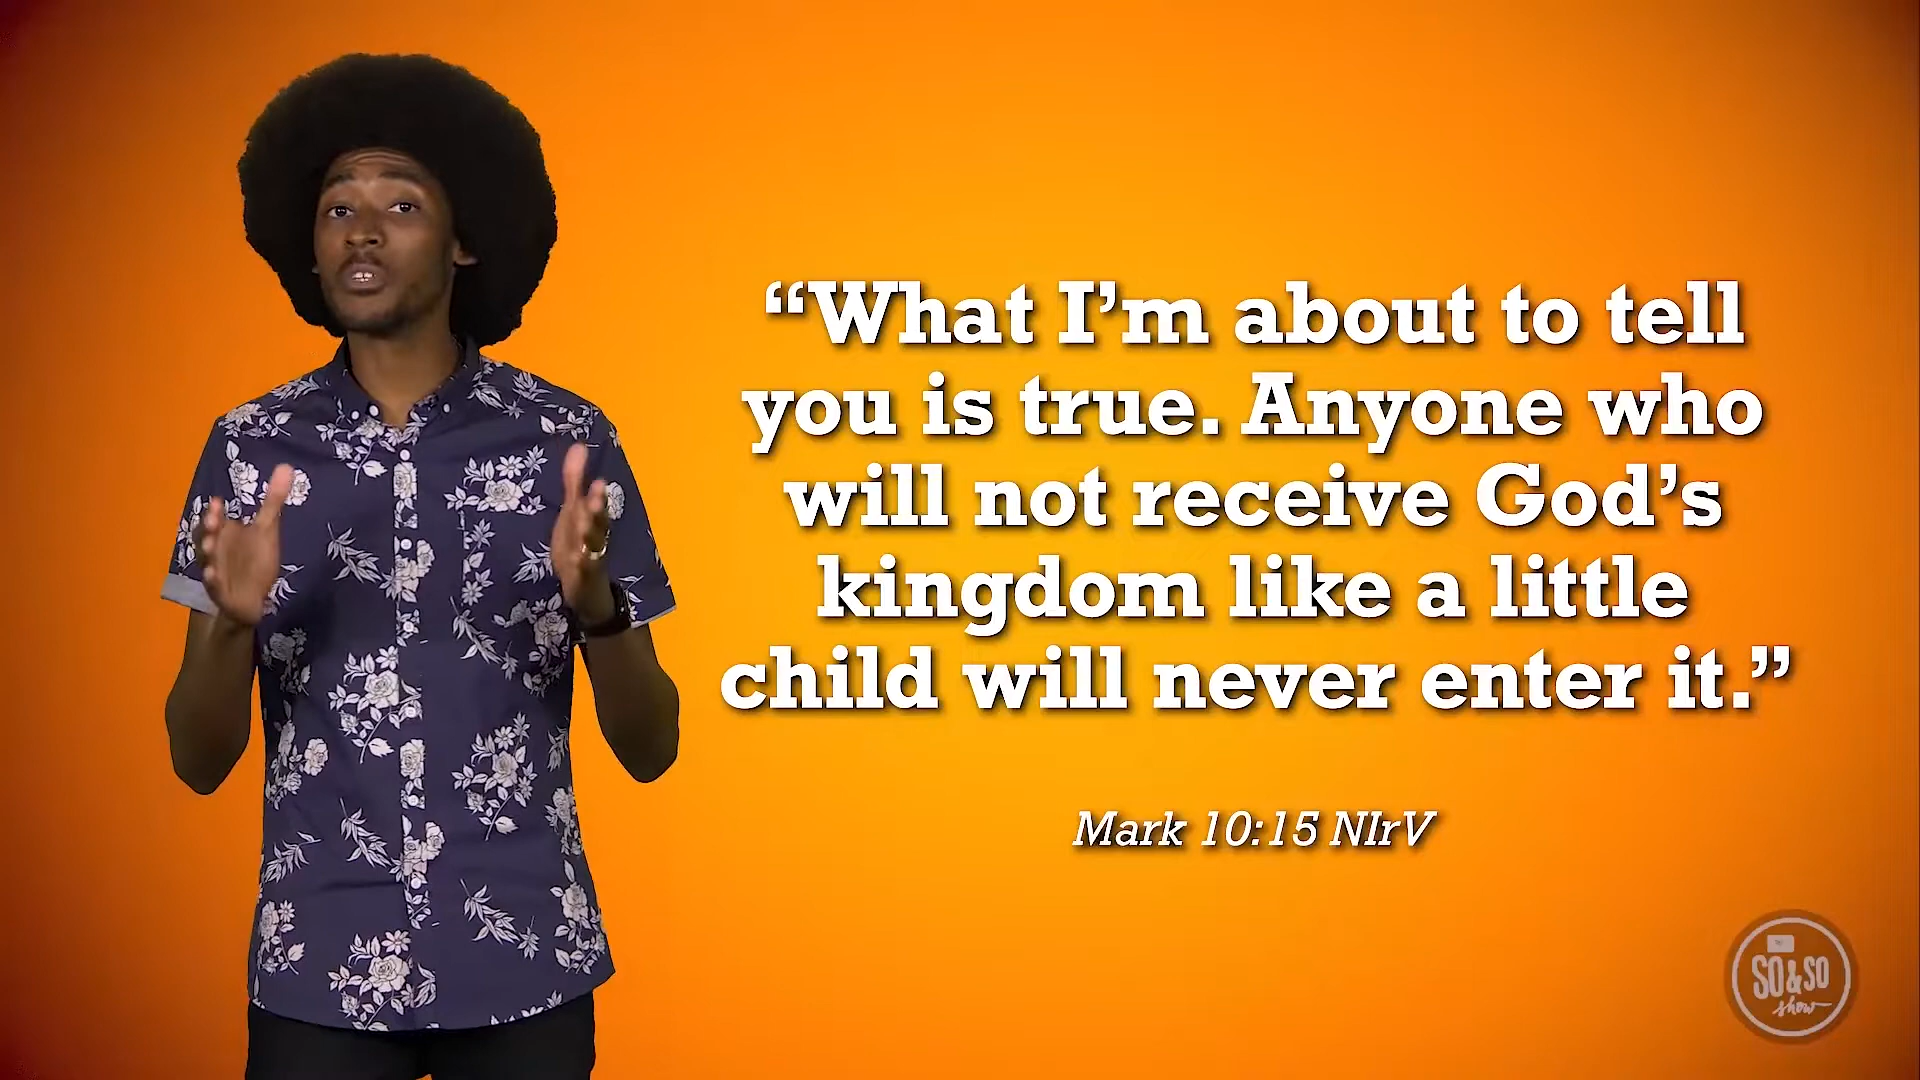 “What I’m about to tell
you is true. Anyone who
will not receive God’s
kingdom like a little
child will never enter it.”
Mark 10:15 NIrV
SO&SO
show